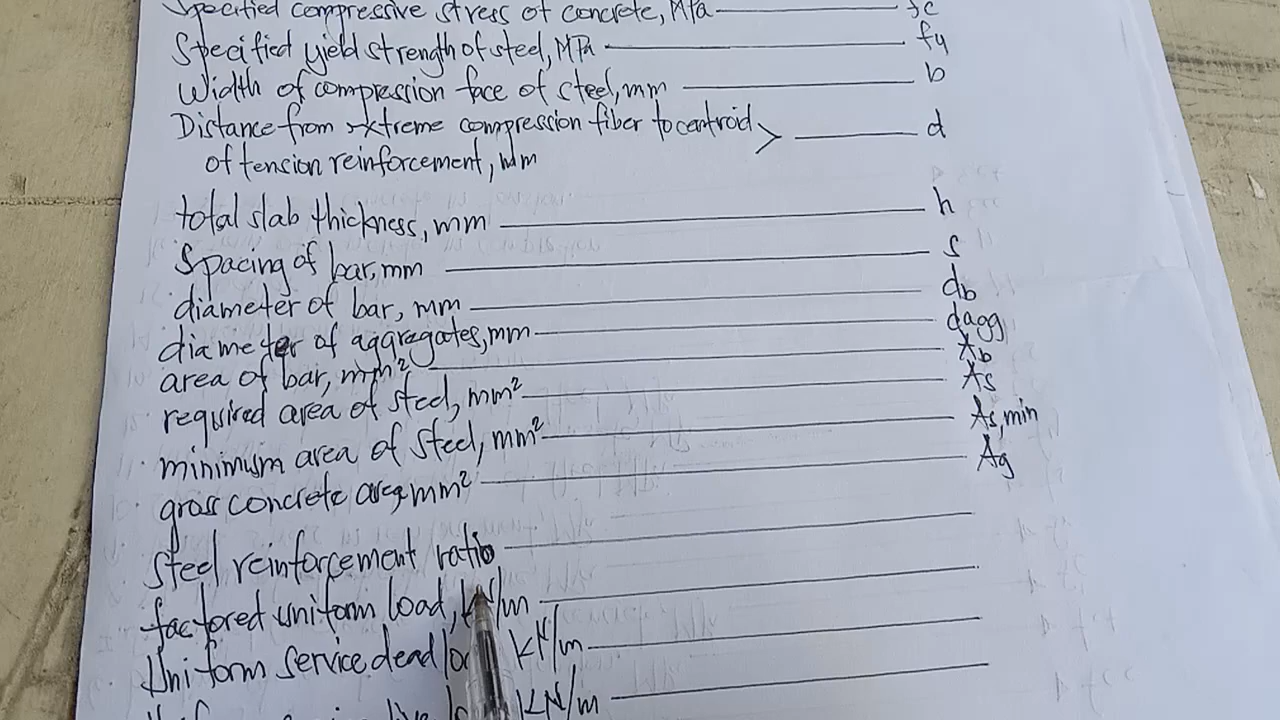 Specified compressive stress of concrete, MPa fc
Specified yield strength of steel, MPa fy
Width of compression face of steel, mm b
Distance from extreme compression fiber to centroid d
of tension reinforcement, mm
total slab thickness, mm h
Spacing of bar, mm s
diameter of bar, mm db
diameter of aggregates, mm dagg
area of bar, mm² Ab
required area of steel, mm² As
minimum area of steel, mm² As,min
gross concrete area, mm² Ag
steel reinforcement ratio
factored uniform load, kN/m
Uniform service dead kN/m
kN/m